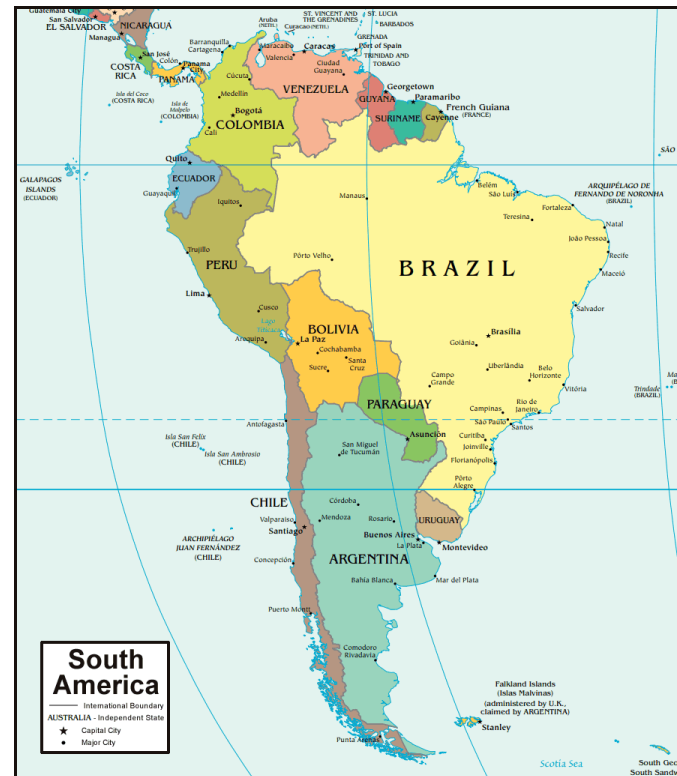 Guatemala City
San Salvador
EL SALVADOR
NICARAGUA
Managua
COSTA
RICA
San José
Colón
Panama
City
PANAMA
Isla del Coco
(COSTA RICA)
Isla de
Malpelo
(COLOMBIA)
Aruba
(NETH.)
Curacao (NETH.)
ST. VINCENT AND
THE GRENADINES
ST. LUCIA
BARBADOS
GRENADA
Port of Spain
TRINIDAD AND
TOBAGO
Barranquilla
Cartagena
Maracaibo
Caracas
Valencia
Ciudad
Guayana
VENEZUELA
Cúcuta
Medellín
Bogotá
COLOMBIA
Cali
Georgetown
GUYANA
Paramaribo
SURINAME
French Guiana
(FRANCE)
Cayenne
Quito
ECUADOR
Guayaquil
GALAPAGOS
ISLANDS
(ECUADOR)
SÃO
ARQUIPÉLAGO DE
FERNANDO DE NORONHA
(BRAZIL)
Iquitos
Manaus
Belém
São Luís
Fortaleza
Teresina
Natal
João Pessoa
Recife
Maceió
Trujillo
PERU
Pôrto Velho
BRAZIL
Lima
Cusco
Lago
Titicaca
Arequipa
Salvador
BOLIVIA
La Paz
Cochabamba
Santa
Cruz
Sucre
Brasília
Goiânia
Uberlândia
Belo
Horizonte
Campo
Grande
Vitória
Trindade
(BRAZIL)
PARAGUAY
Asunción
Campinas
Rio de
Janeiro
São Paulo
Santos
Curitiba
Joinville
Florianópolis
Pôrto
Alegre
Antofagasta
Isla San Felix
(CHILE)
Isla San Ambrosio
(CHILE)
San Miguel
de Tucumán
CHILE
Córdoba
Valparaíso
Mendoza
Rosario
Santiago
URUGUAY
Buenos Aires
La Plata
Montevideo
ARCHIPIÉLAGO
JUAN FERNÁNDEZ
(CHILE)
ARGENTINA
Concepción
Bahía Blanca
Mar del Plata
Puerto Montt
Comodoro
Rivadavia
South
America
International Boundary
AUSTRALIA - Independent State
Capital City
Major City
Falkland Islands
(Islas Malvinas)
(administered by U.K.,
claimed by ARGENTINA)
Stanley
Punta Arenas
Scotia Sea
South Geo
South Sand